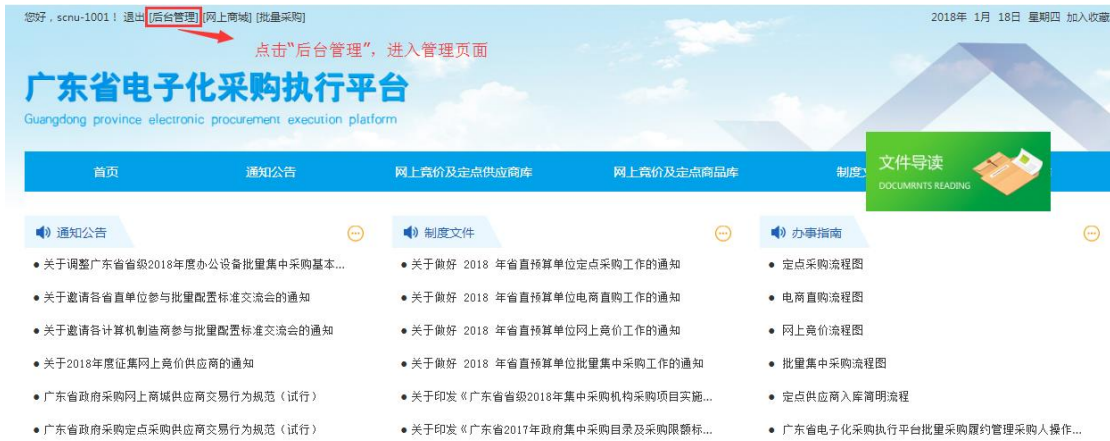 您好，scnu-1001！ 退出 [后台管理] [网上商城] [批量采购]
2018年 1月 18日 星期四 加入收藏
点击“后台管理”，进入管理页面
广东省电子化采购执行平台
Guangdong province electronic procurement execution platform
首页 通知公告 网上竞价及定点供应商库 网上竞价及定点商品库 制度
文件导读
DOCUMRNTS READING
通知公告
关于调整广东省省级2018年度办公设备批量集中采购基本...
关于邀请各省直单位参与批量配置标准交流会的通知
关于邀请各计算机制造商参与批量配置标准交流会的通知
关于2018年度征集网上竞价供应商的通知
广东省政府采购网上商城供应商交易行为规范（试行）
广东省政府采购定点采购供应商交易行为规范（试行）
制度文件
关于做好 2018 年省直预算单位定点采购工作的通知
关于做好 2018 年省直预算单位电商直购工作的通知
关于做好 2018 年省直预算单位网上竞价工作的通知
关于做好 2018 年省直预算单位批量集中采购工作的通知
关于印发《广东省省级2018年集中采购机构采购项目实施...
关于印发《广东省2017年政府集中采购目录及采购限额标...
办事指南
定点采购流程图
电商直购流程图
网上竞价流程图
批量集中采购流程图
定点供应商入库简明流程
广东省电子化采购执行平台批量采购履约管理采购人操作...